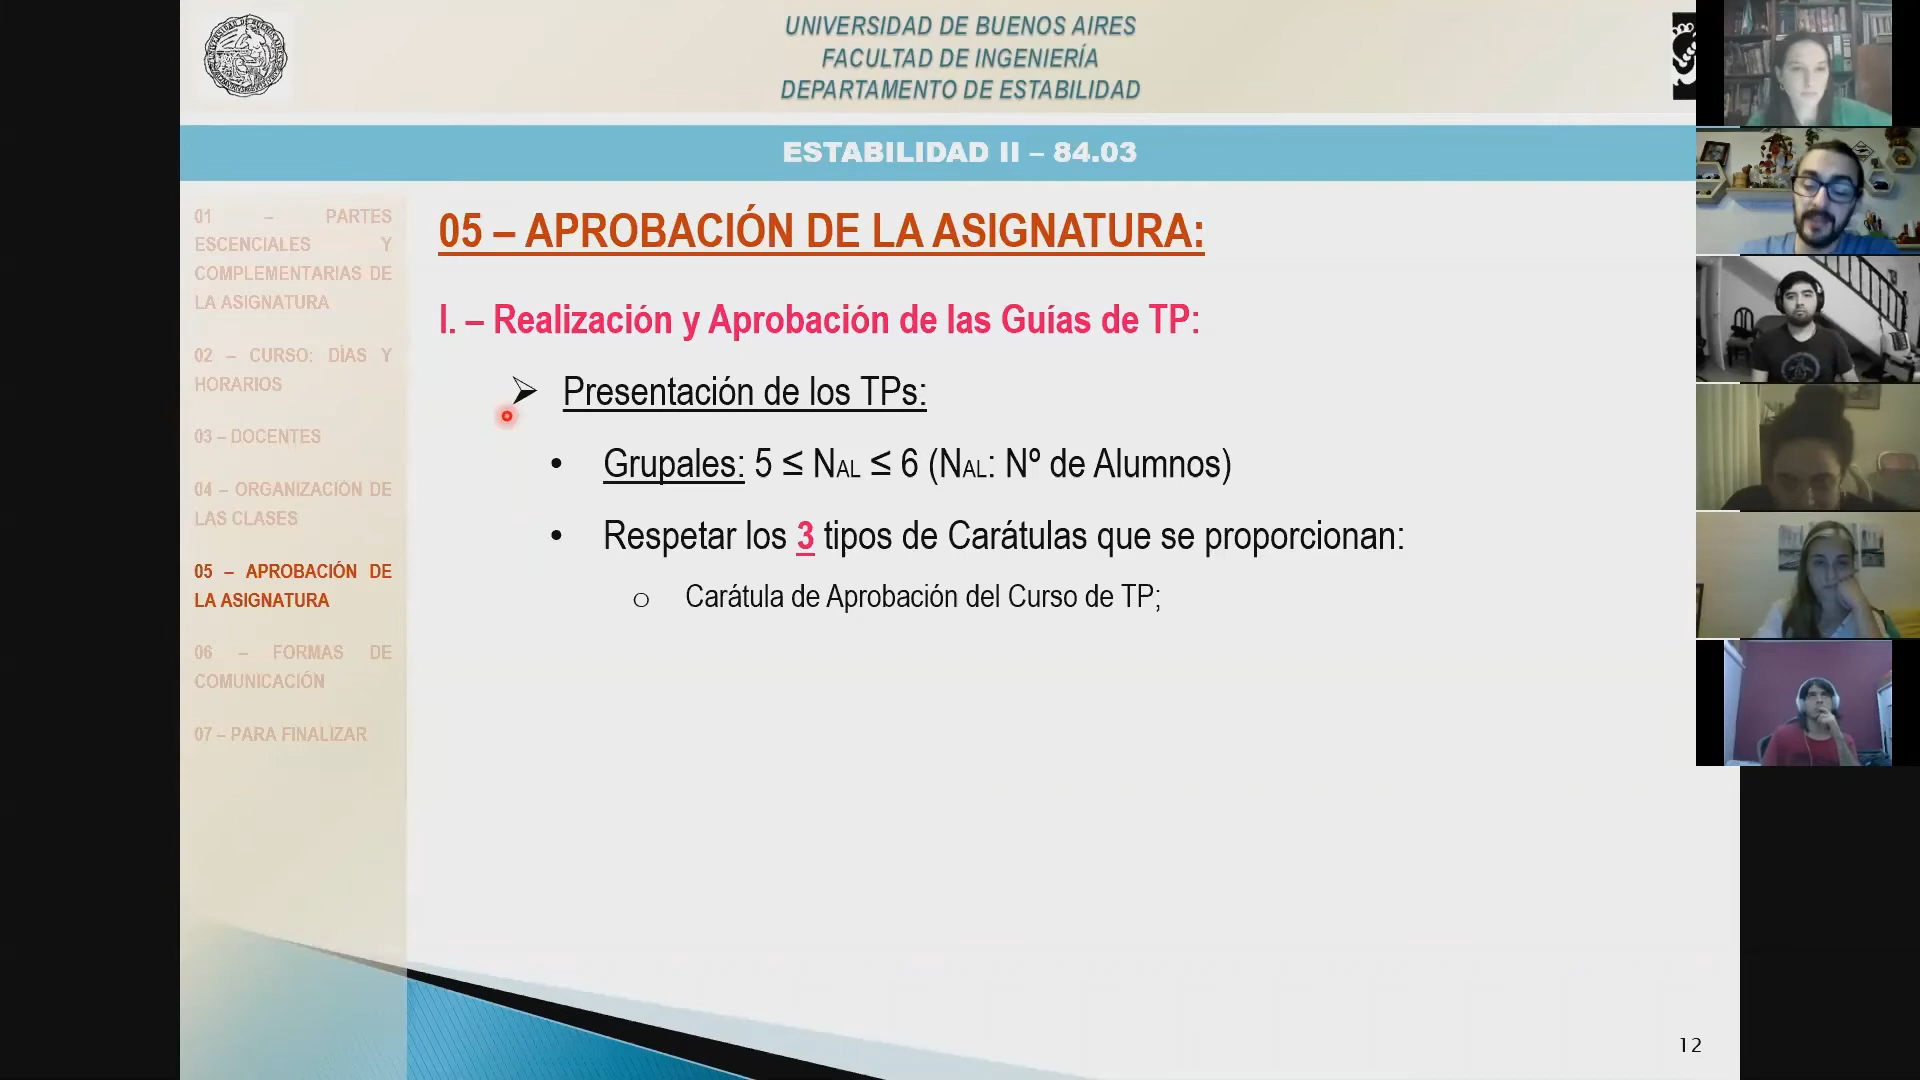 UNIVERSIDAD DE BUENOS AIRES
FACULTAD DE INGENIERÍA
DEPARTAMENTO DE ESTABILIDAD
ESTABILIDAD II – 84.03
01 – PARTES
ESCENCIALES Y
COMPLEMENTARIAS DE
LA ASIGNATURA
02 – CURSO: DÍAS Y
HORARIOS
03 – DOCENTES
04 – ORGANIZACIÓN DE
LAS CLASES
05 – APROBACIÓN DE
LA ASIGNATURA
06 – FORMAS DE
COMUNICACIÓN
07 – PARA FINALIZAR
05 – APROBACIÓN DE LA ASIGNATURA:
I. – Realización y Aprobación de las Guías de TP:
➢ Presentación de los TPs:
• Grupales: 5 ≤ NAL ≤ 6 (NAL: Nº de Alumnos)
• Respetar los 3 tipos de Carátulas que se proporcionan:
o Carátula de Aprobación del Curso de TP;
12